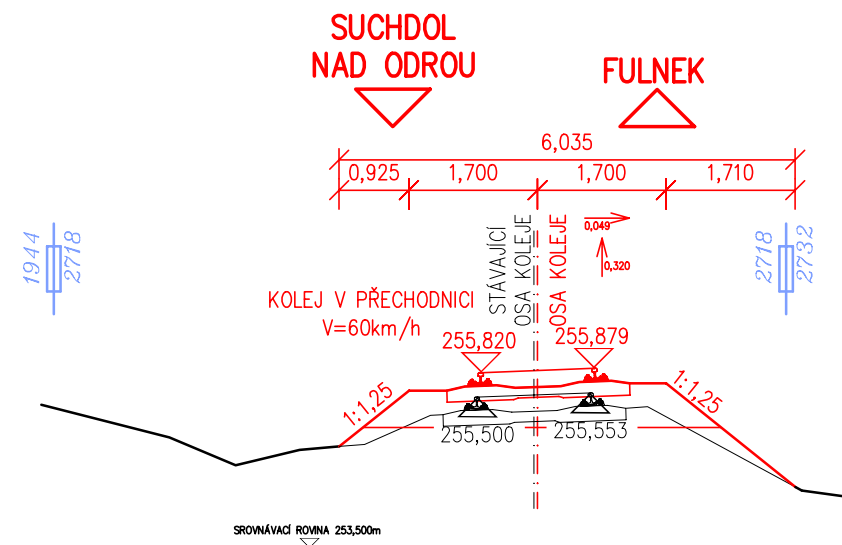 SUCHDOL
NAD ODROU
FULNEK
6,035
0,925
1,700
1,700
1,710
1944
2718
STÁVAJÍCÍ
OSA KOLEJE
OSA KOLEJE
0,049
0,320
2718
2732
KOLEJ V PŘECHODNICI
V=60km/h
255,820
255,879
1:1,25
1:1,25
255,500
255,553
SROVNÁVACÍ ROVINA 253,500m